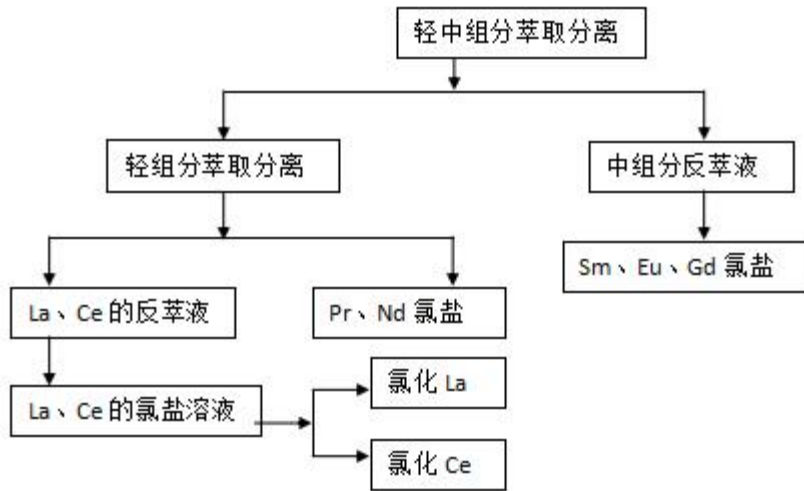 轻中组分萃取分离
轻组分萃取分离
中组分反萃液
Sm、Eu、Gd 氯盐
La、Ce 的反萃液
Pr、Nd 氯盐
氯化 La
La、Ce 的氯盐溶液
氯化 Ce